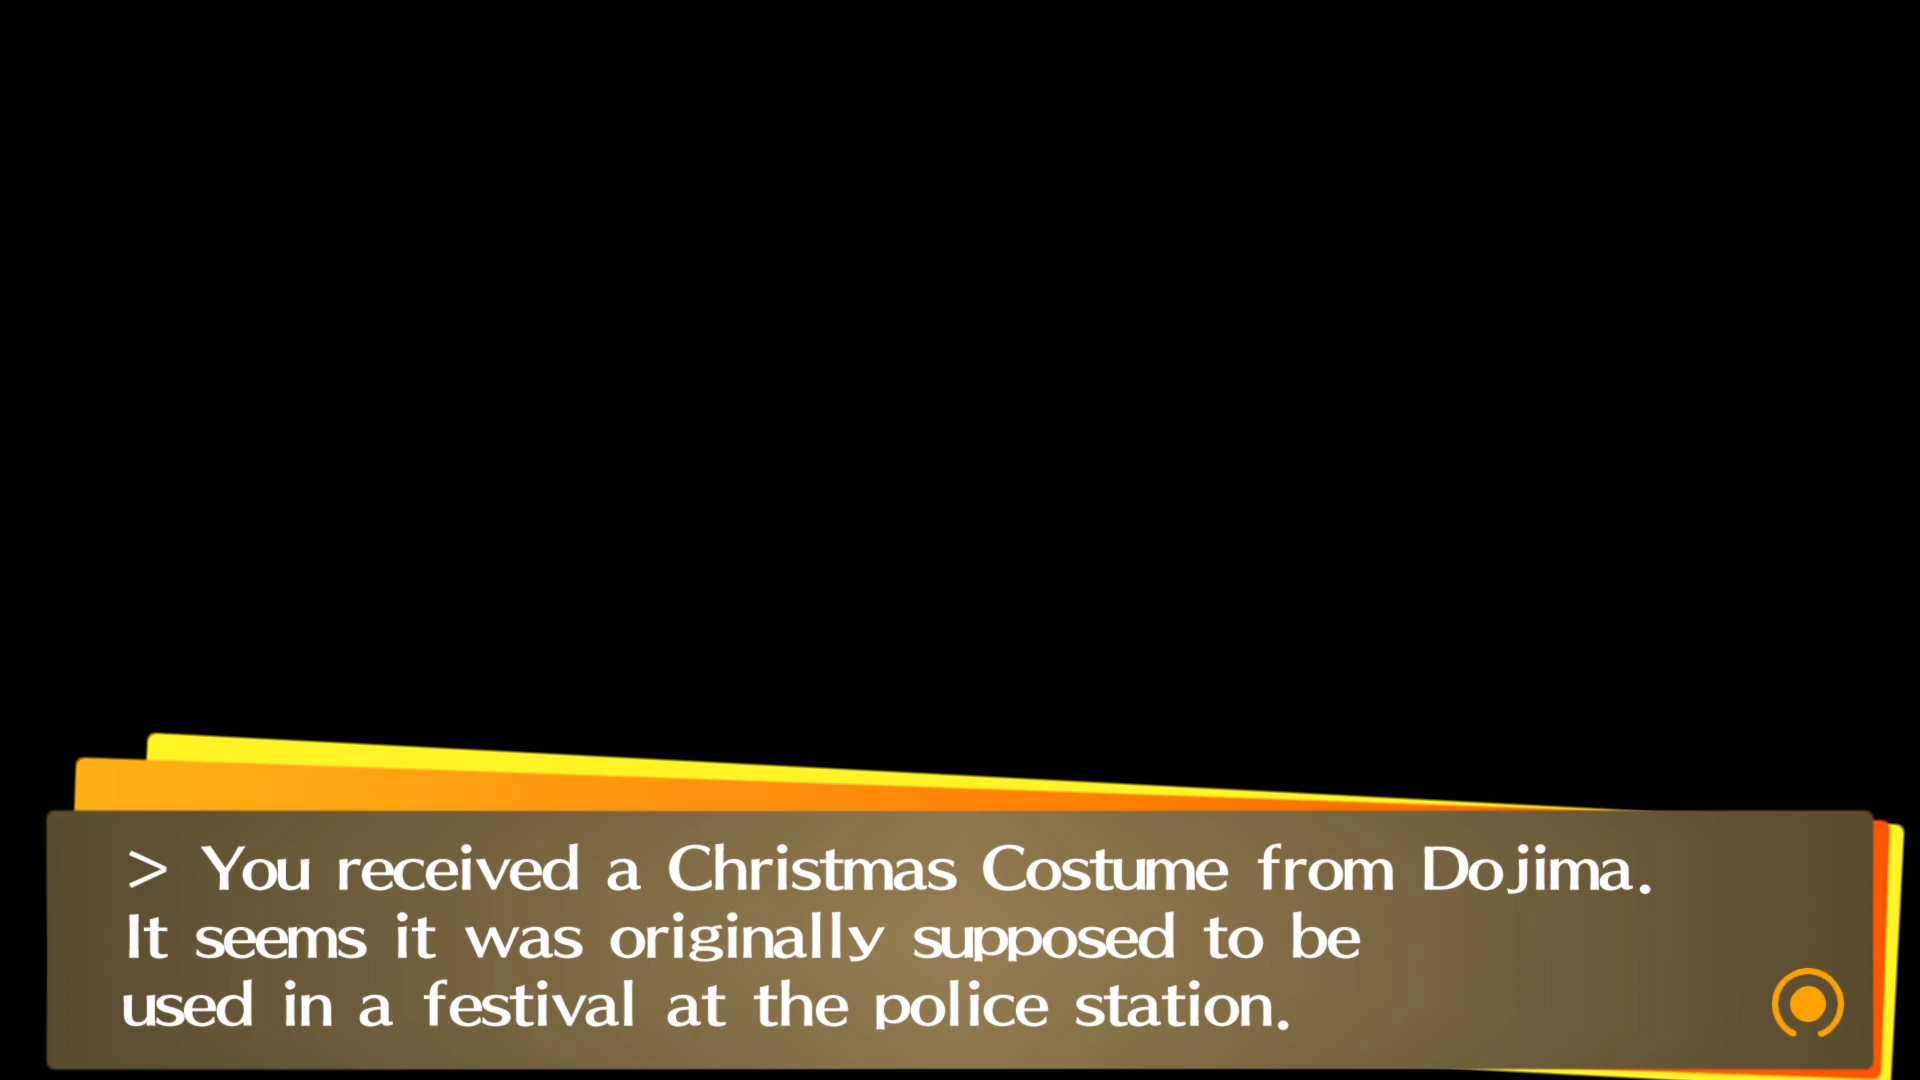 > You received a Christmas Costume from Dojima.
It seems it was originally supposed to be
used in a festival at the police station.